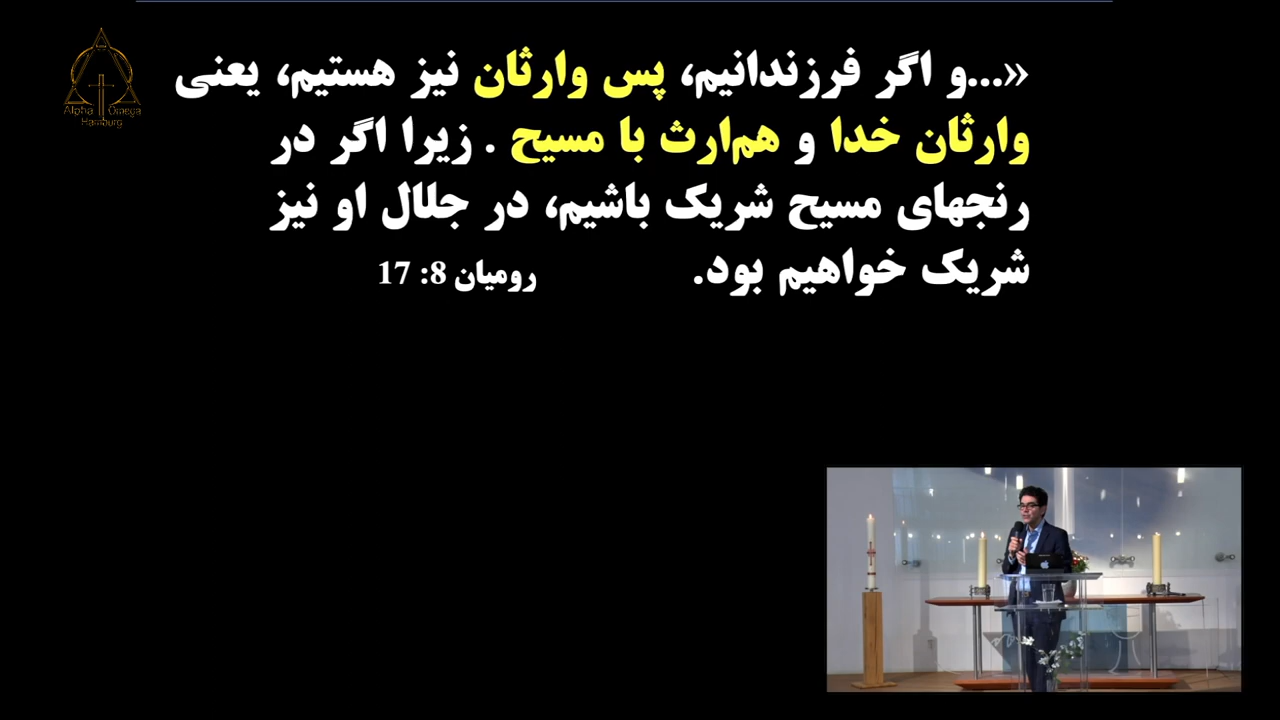 «...و اگر فرزندانیم، پس وارثان نیز هستیم، یعنی
وارثان خدا و هم‌ارث با مسیح . زیرا اگر در
رنجهای مسیح شریک باشیم، در جلال او نیز
شریک خواهیم بود. رومیان 8: 17
Alpha Omega
Hamburg